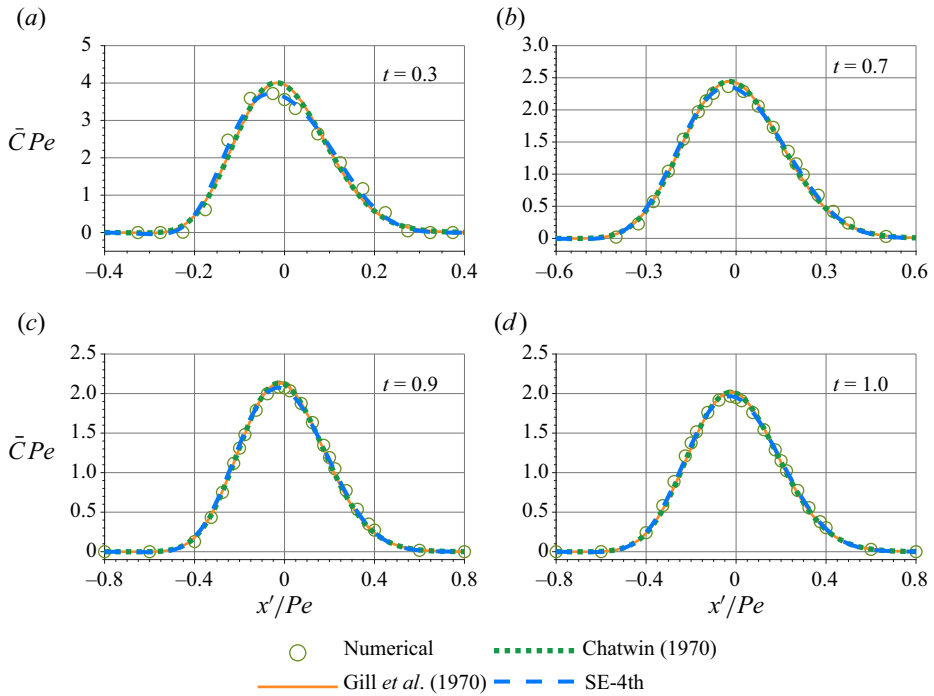 (a)
5
4
3
2
1
0
C̄ Pe
t = 0.3
−0.4
−0.2
0
0.2
0.4
(b)
3.0
2.5
2.0
1.5
1.0
0.5
0
t = 0.7
−0.6
−0.3
0
0.3
0.6
(c)
2.5
2.0
1.5
1.0
0.5
0
C̄ Pe
t = 0.9
−0.8
−0.4
0
0.4
0.8
x′/Pe
(d)
2.5
2.0
1.5
1.0
0.5
0
t = 1.0
−0.8
−0.4
0
0.4
0.8
x′/Pe
Numerical
Chatwin (1970)
Gill et al. (1970)
SE-4th